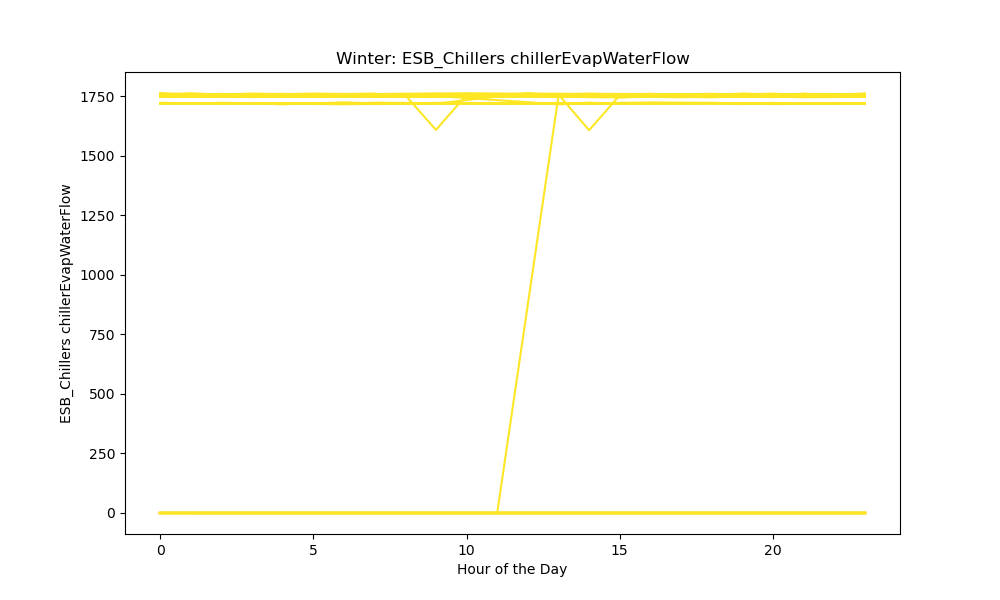 Winter: ESB_Chillers chillerEvapWaterFlow
ESB_Chillers chillerEvapWaterFlow
1750
1500
1250
1000
750
500
250
0
0 5 10 15 20
Hour of the Day